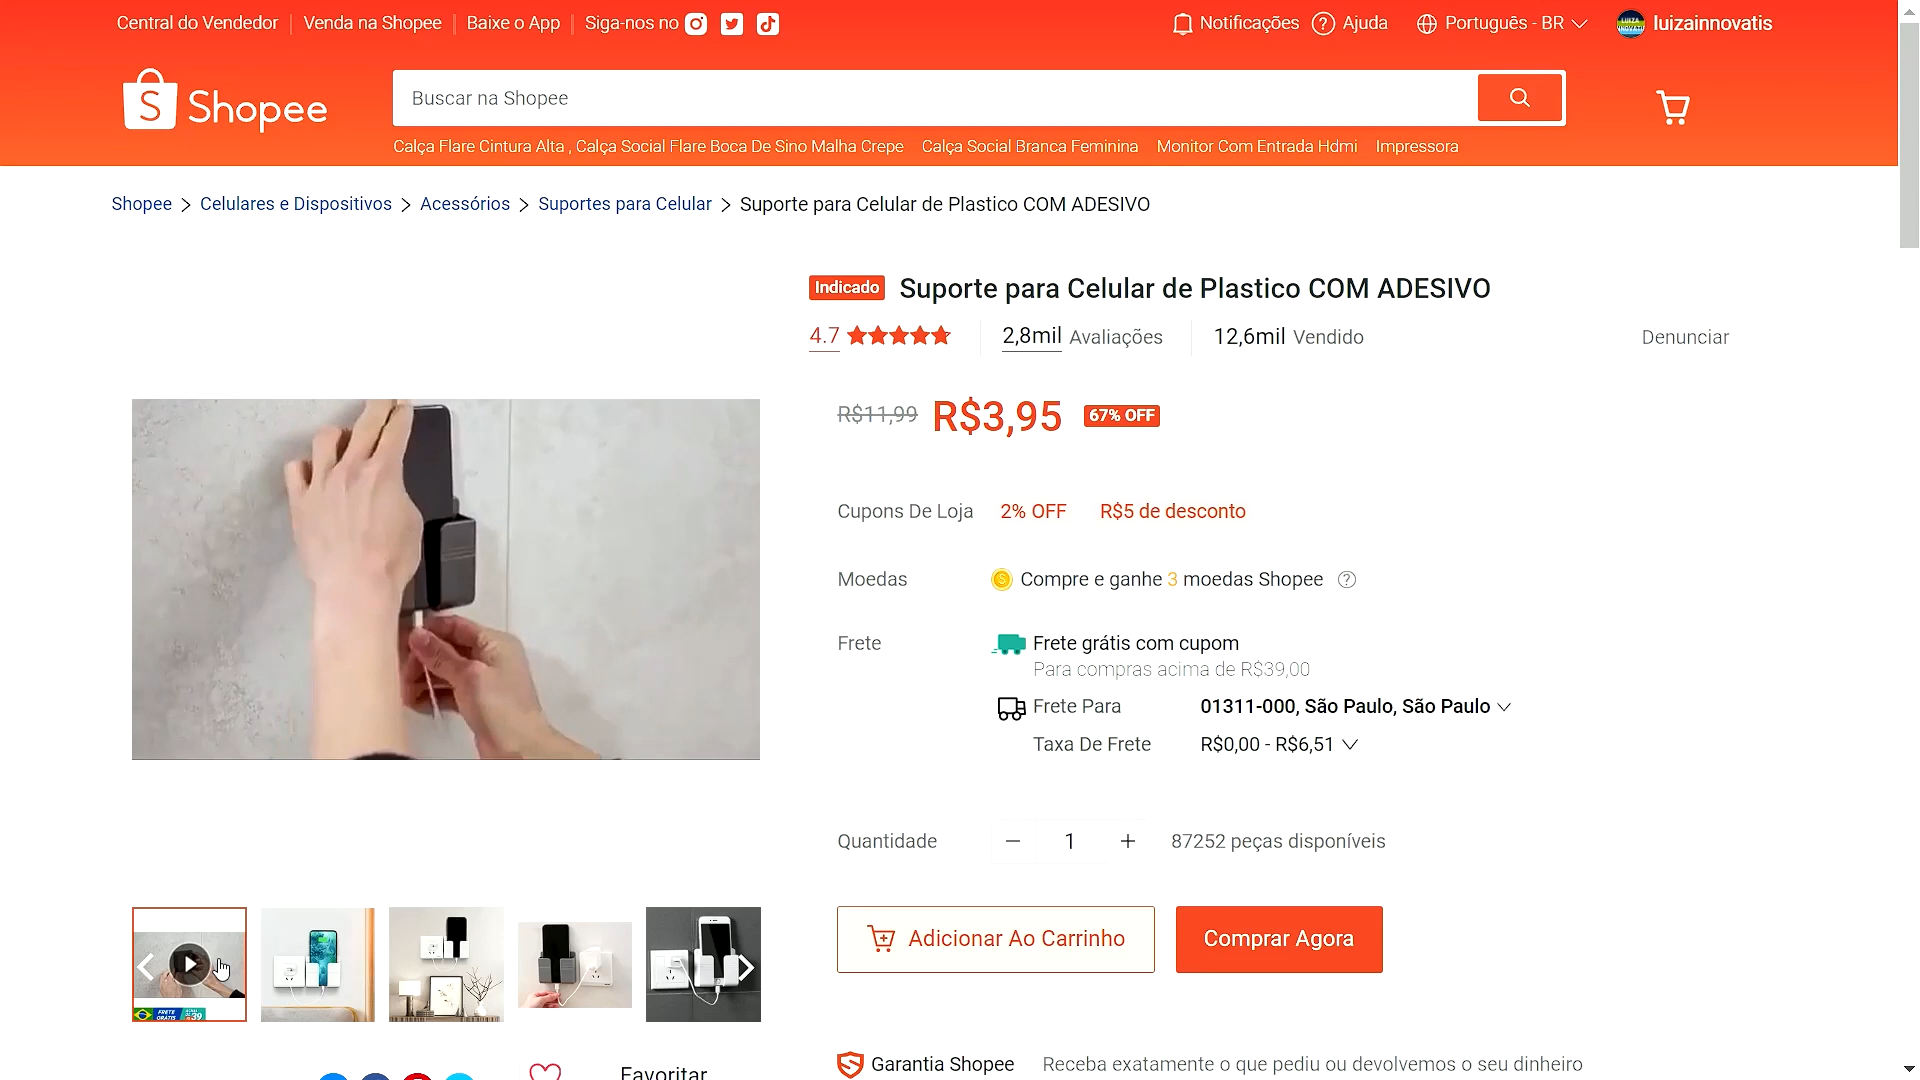 Central do Vendedor
Venda na Shopee
Baixe o App
Siga-nos no
Notificações
Ajuda
Português - BR
luizainnovatis
Shopee
Buscar na Shopee
Calça Flare Cintura Alta , Calça Social Flare Boca De Sino Malha Crepe
Calça Social Branca Feminina
Monitor Com Entrada Hdmi
Impressora
Shopee > Celulares e Dispositivos > Acessórios > Suportes para Celular > Suporte para Celular de Plastico COM ADESIVO
Indicado Suporte para Celular de Plastico COM ADESIVO
4.7
2,8mil Avaliações
12,6mil Vendido
Denunciar
R$11,99 R$3,95 67% OFF
Cupons De Loja 2% OFF R$5 de desconto
Moedas Compre e ganhe 3 moedas Shopee ?
Frete Frete grátis com cupom
Para compras acima de R$39,00
Frete Para 01311-000, São Paulo, São Paulo
Taxa De Frete R$0,00 - R$6,51
Quantidade − 1 + 87252 peças disponíveis
FRETE
GRÁTIS
39
Adicionar Ao Carrinho
Comprar Agora
Garantia Shopee Receba exatamente o que pediu ou devolvemos o seu dinheiro
Favoritar